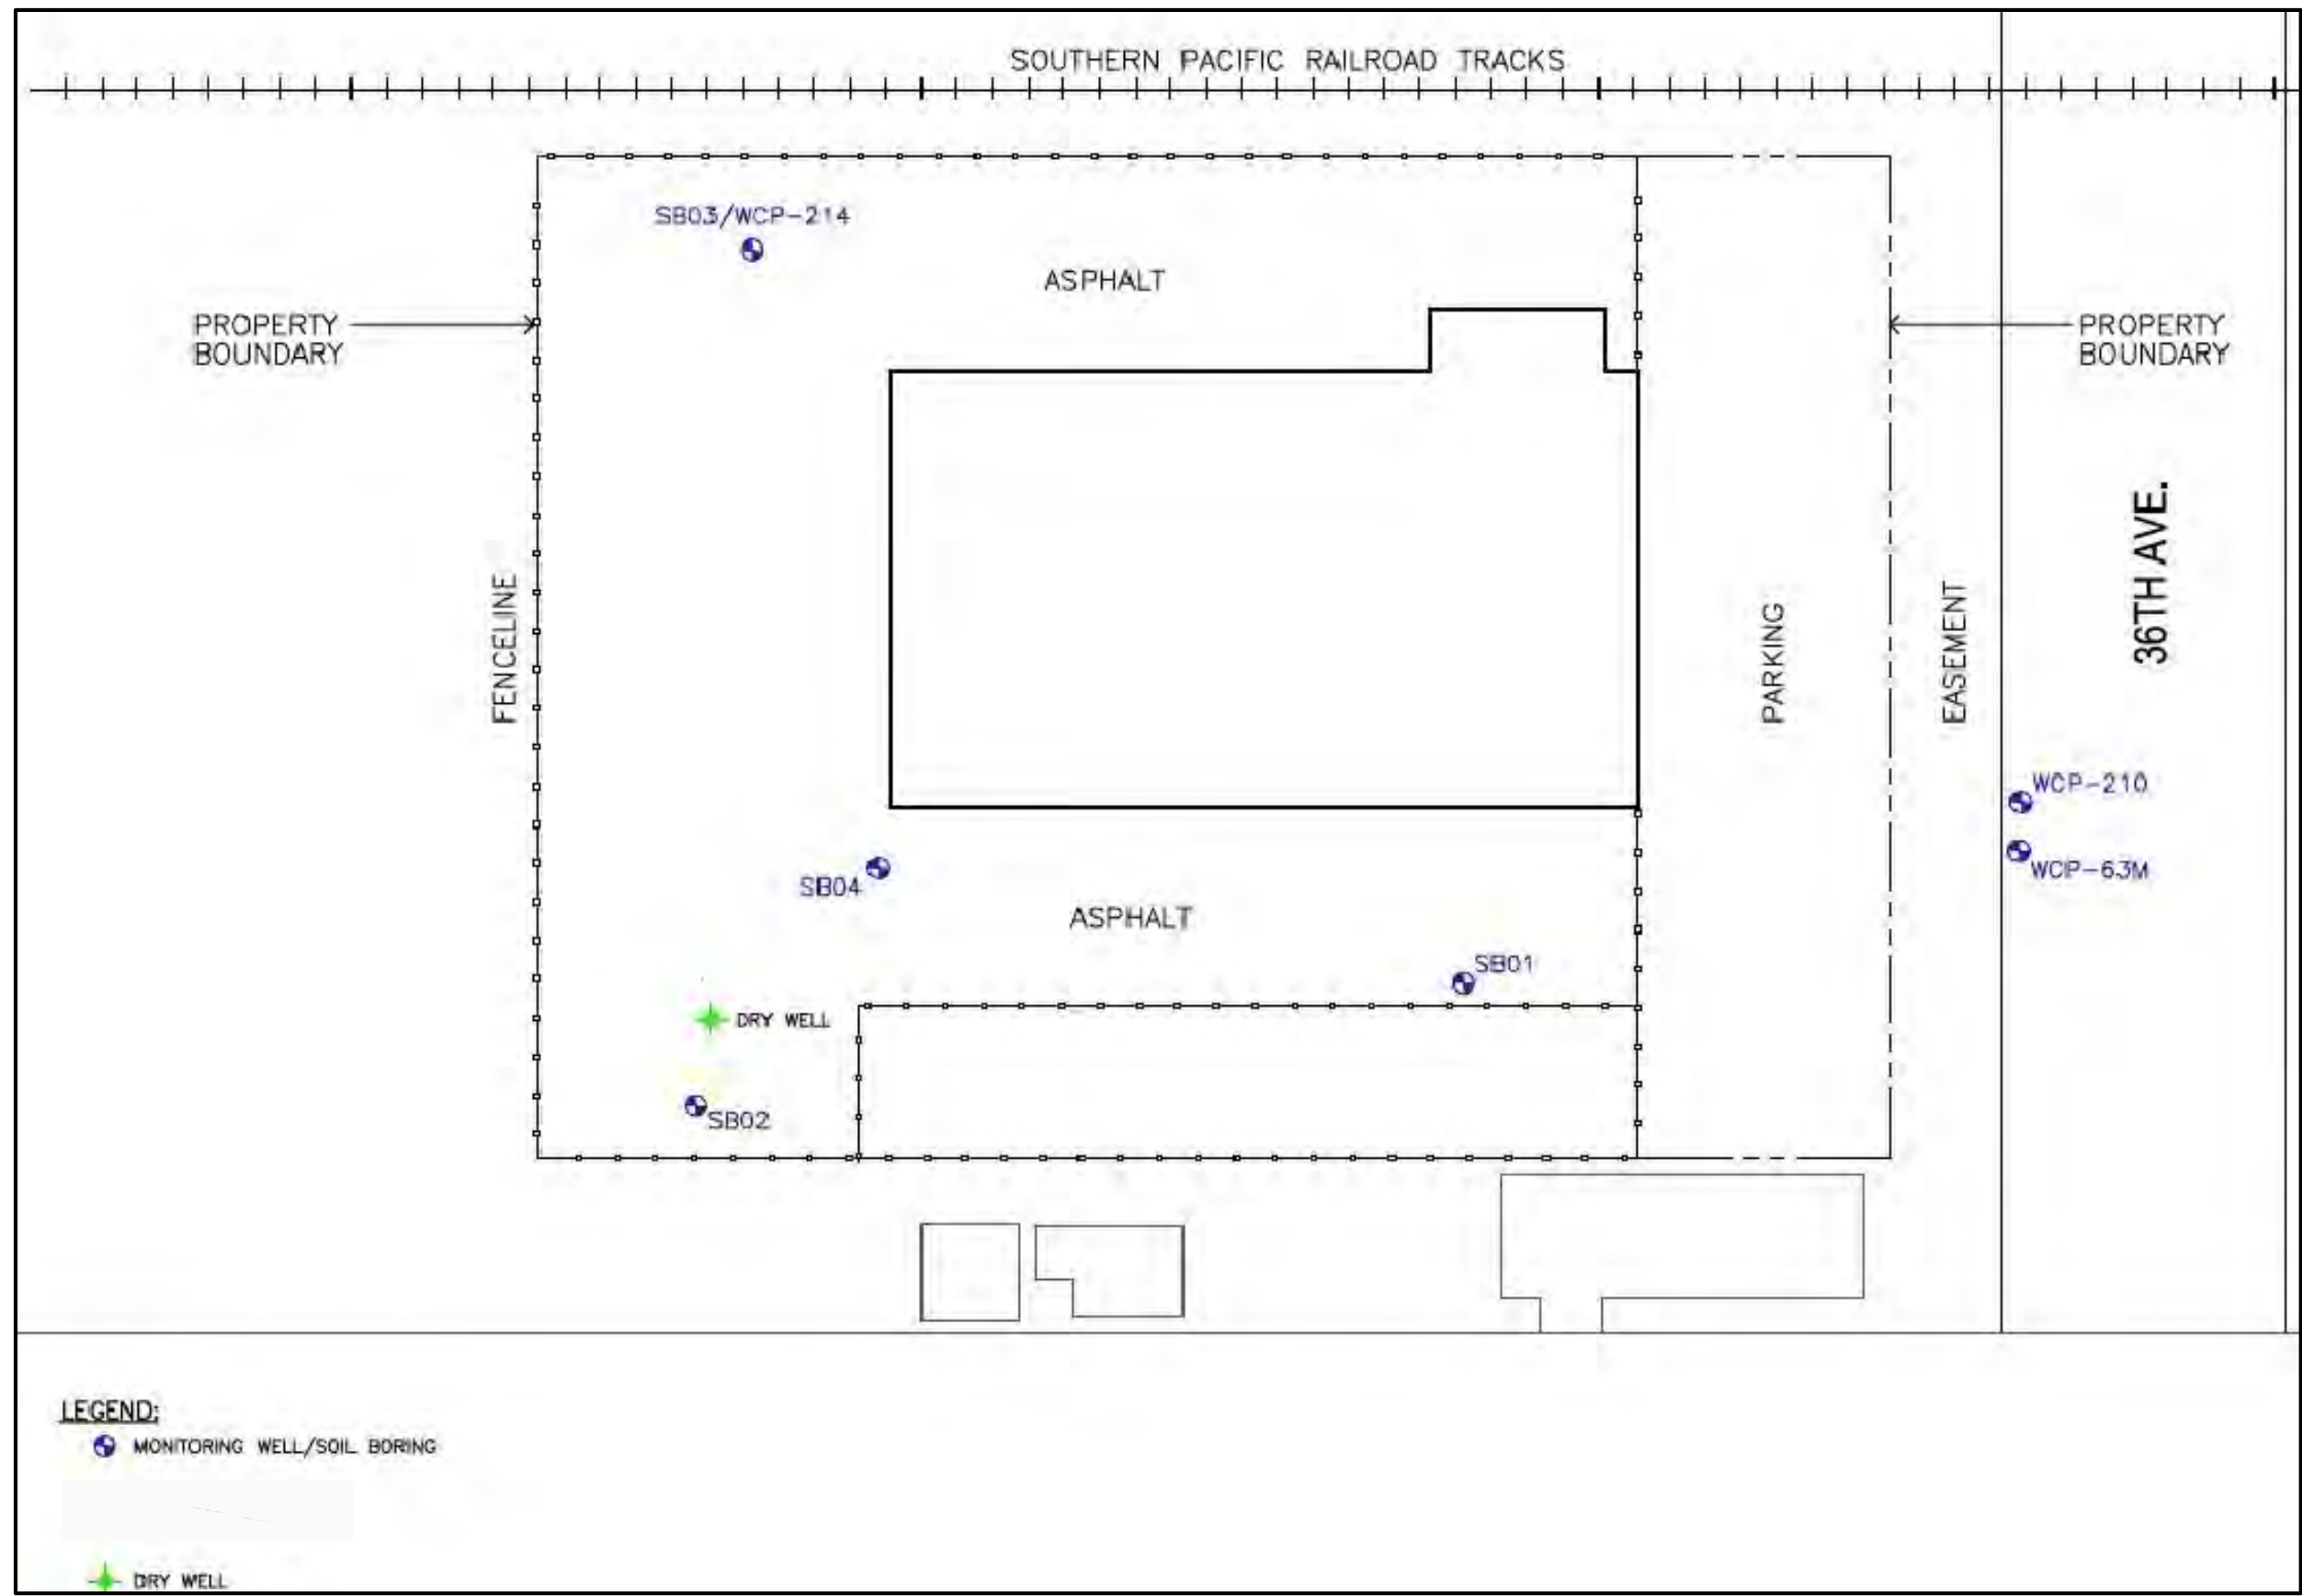 SOUTHERN PACIFIC RAILROAD TRACKS
SB03/WCP-214
ASPHALT
PROPERTY
BOUNDARY
PROPERTY
BOUNDARY
FENCELINE
PARKING
EASEMENT
36TH AVE.
WCP-210
WCP-63M
SB04
ASPHALT
SB01
DRY WELL
SB02
LEGEND:
MONITORING WELL/SOIL BORING
DRY WELL